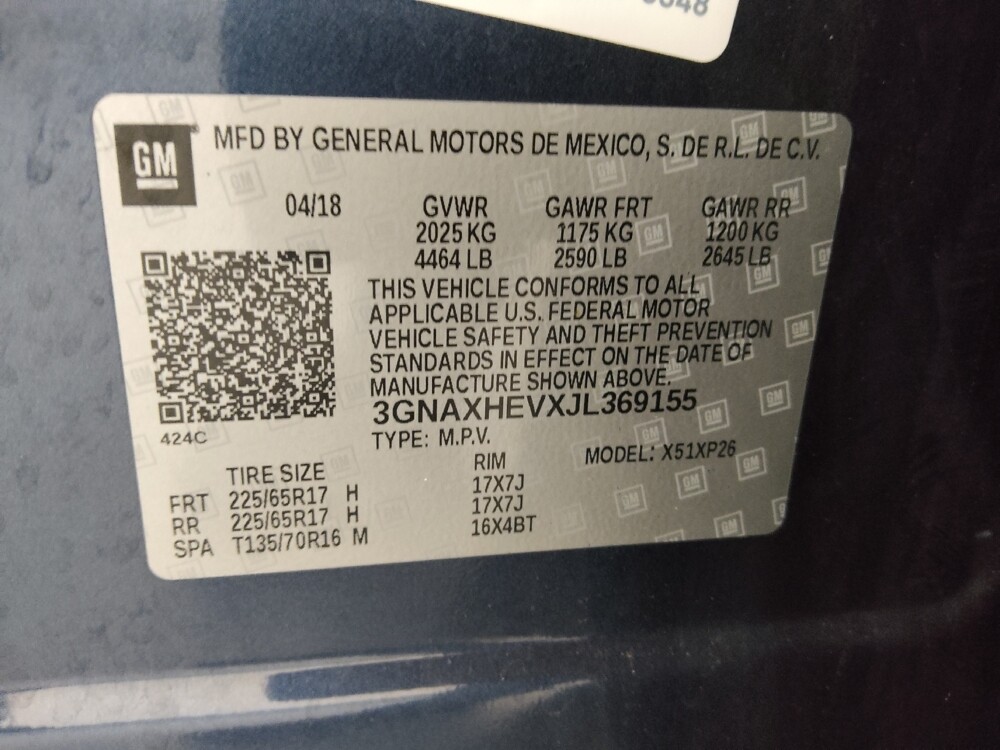 GM
MFD BY GENERAL MOTORS DE MEXICO, S. DE R.L. DE C.V.
04/18 GVWR GAWR FRT GAWR RR
2025 KG 1175 KG 1200 KG
4464 LB 2590 LB 2645 LB
THIS VEHICLE CONFORMS TO ALL
APPLICABLE U.S. FEDERAL MOTOR
VEHICLE SAFETY AND THEFT PREVENTION
STANDARDS IN EFFECT ON THE DATE OF
MANUFACTURE SHOWN ABOVE.
3GNAXHEVXJL369155
424C
TYPE: M.P.V. MODEL: X51XP26
TIRE SIZE RIM
FRT 225/65R17 H 17X7J
RR 225/65R17 H 17X7J
SPA T135/70R16 M 16X4BT